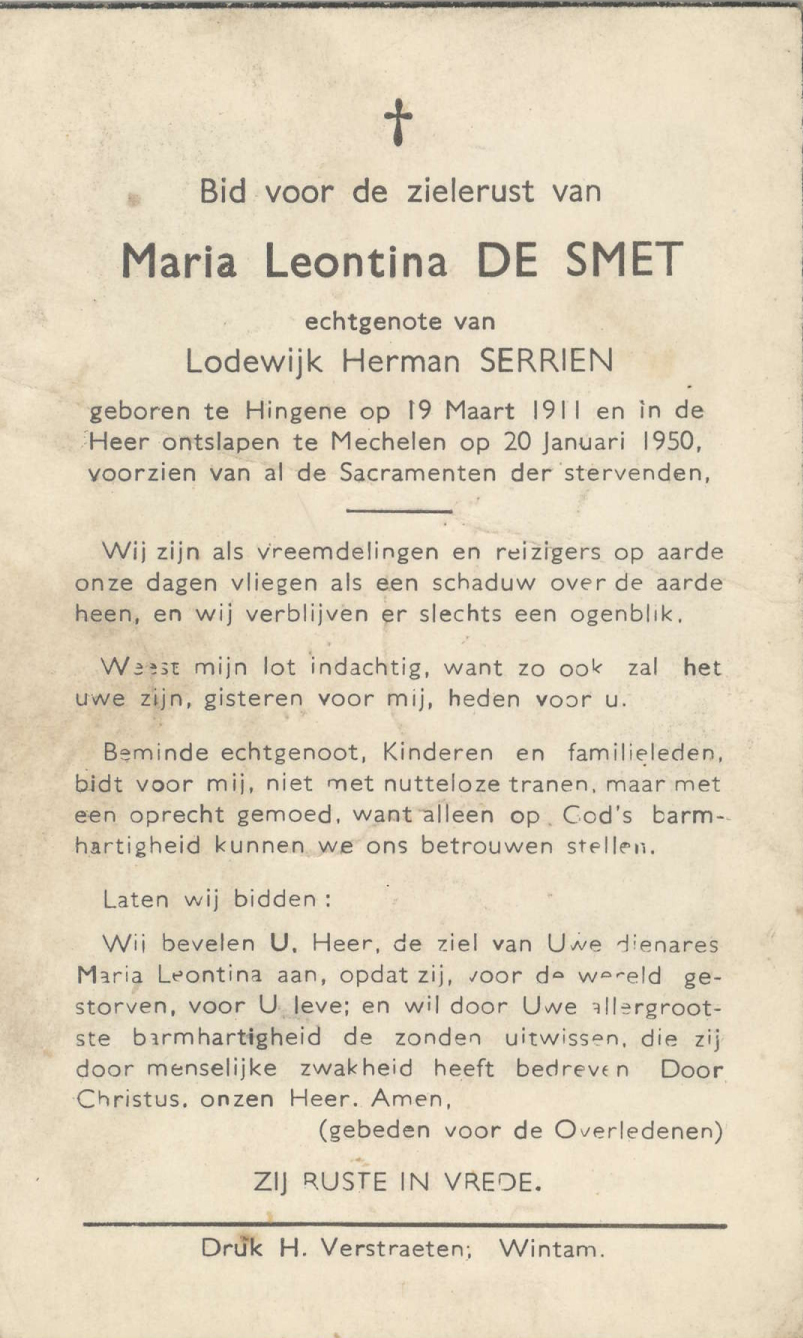 Bid voor de zielerust van
Maria Leontina DE SMET
echtgenote van
Lodewijk Herman SERRIEN
geboren te Hingene op 19 Maart 1911 en in de
Heer ontslapen te Mechelen op 20 Januari 1950,
voorzien van al de Sacramenten der stervenden,
Wij zijn als vreemdelingen en reizigers op aarde
onze dagen vliegen als een schaduw over de aarde
heen, en wij verblijven er slechts een ogenblik.
Weest mijn lot indachtig, want zo ook zal het
uwe zijn, gisteren voor mij, heden voor u.
Beminde echtgenoot, Kinderen en familieleden,
bidt voor mij, niet met nutteloze tranen, maar met
een oprecht gemoed, want alleen op God's barm-
hartigheid kunnen we ons betrouwen stellen.
Laten wij bidden :
Wij bevelen U, Heer, de ziel van Uwe dienares
Maria Leontina aan, opdat zij, voor de wereld ge-
storven, voor U leve; en wil door Uwe allergroot-
ste barmhartigheid de zonden uitwissen, die zij
door menselijke zwakheid heeft bedreven Door
Christus, onzen Heer. Amen,
(gebeden voor de Overledenen)
ZIJ RUSTE IN VREDE.
Druk H. Verstraeten; Wintam.